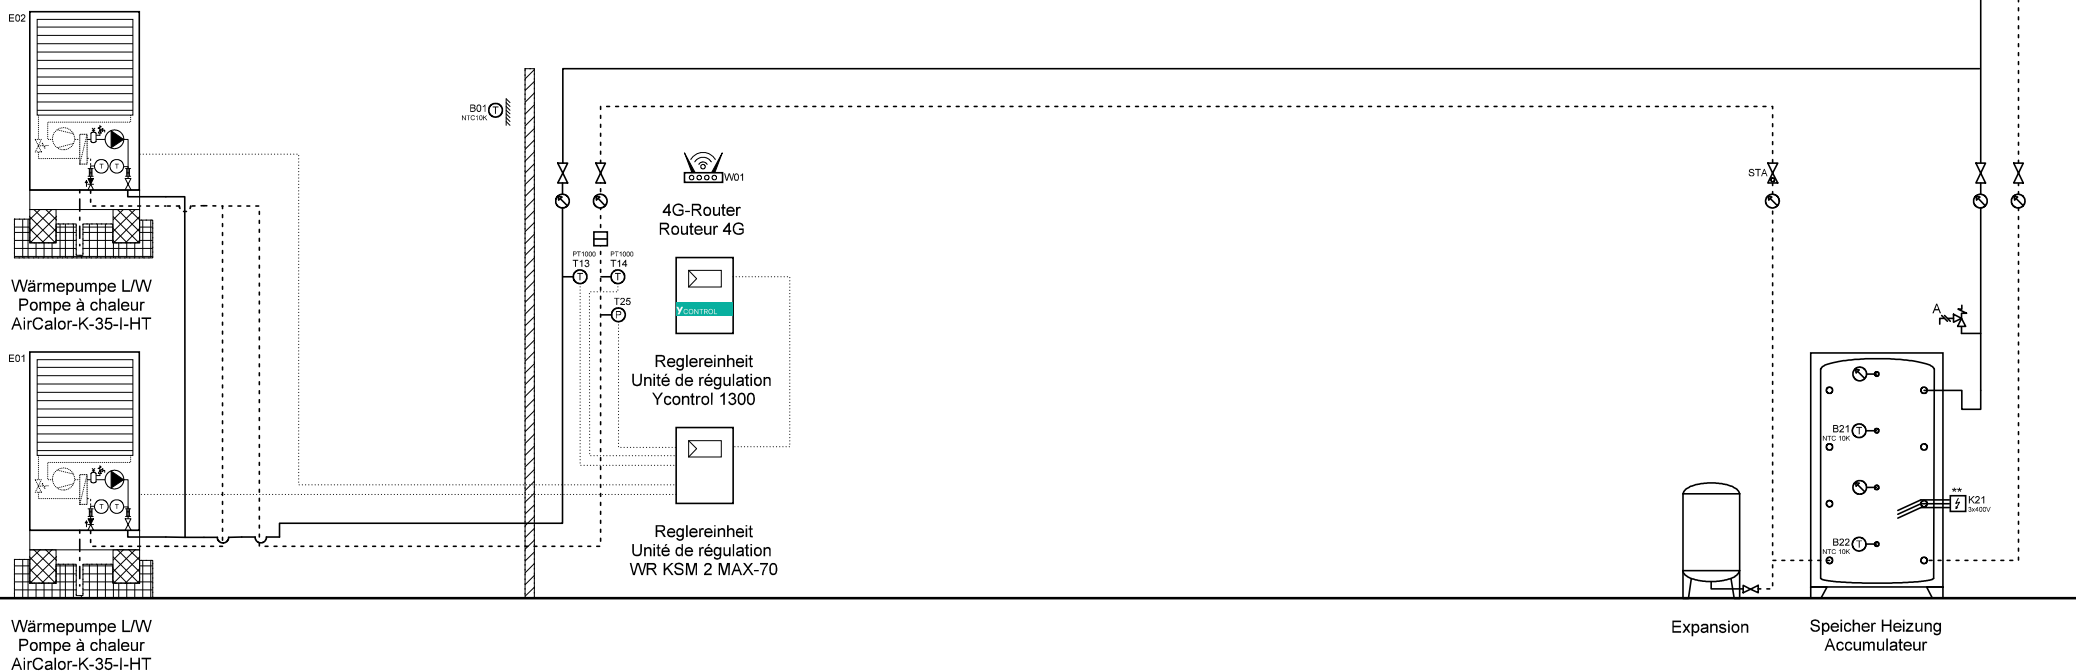 E02
Wärmepumpe L/W
Pompe à chaleur
AirCalor-K-35-I-HT
E01
Wärmepumpe L/W
Pompe à chaleur
AirCalor-K-35-I-HT
B01
NTC10K
T
T
T
T
T
PT1000
T13
T
PT1000
T14
T
T25
P
W01
4G-Router
Routeur 4G
YCONTROL
Reglereinheit
Unité de régulation
Ycontrol 1300
Reglereinheit
Unité de régulation
WR KSM 2 MAX-70
STA
A
B21
NTC 10K
T
**
K21
3x400V
B22
NTC 10K
T
Expansion
Speicher Heizung
Accumulateur